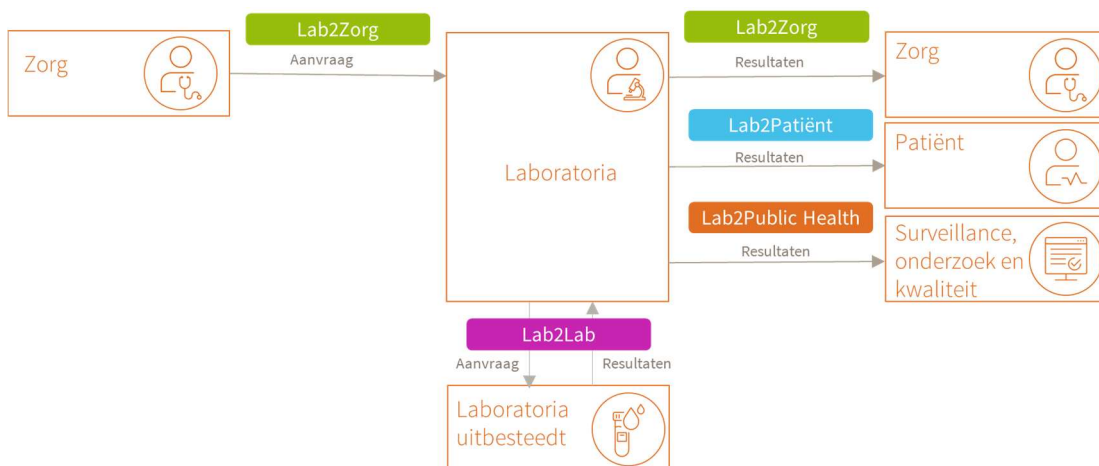 Lab2Zorg
Zorg
Aanvraag
Laboratoria
Lab2Zorg
Resultaten
Zorg
Lab2Patiënt
Resultaten
Patiënt
Lab2Public Health
Resultaten
Surveillance,
onderzoek en
kwaliteit
Lab2Lab
Aanvraag
Resultaten
Laboratoria
uitbesteedt